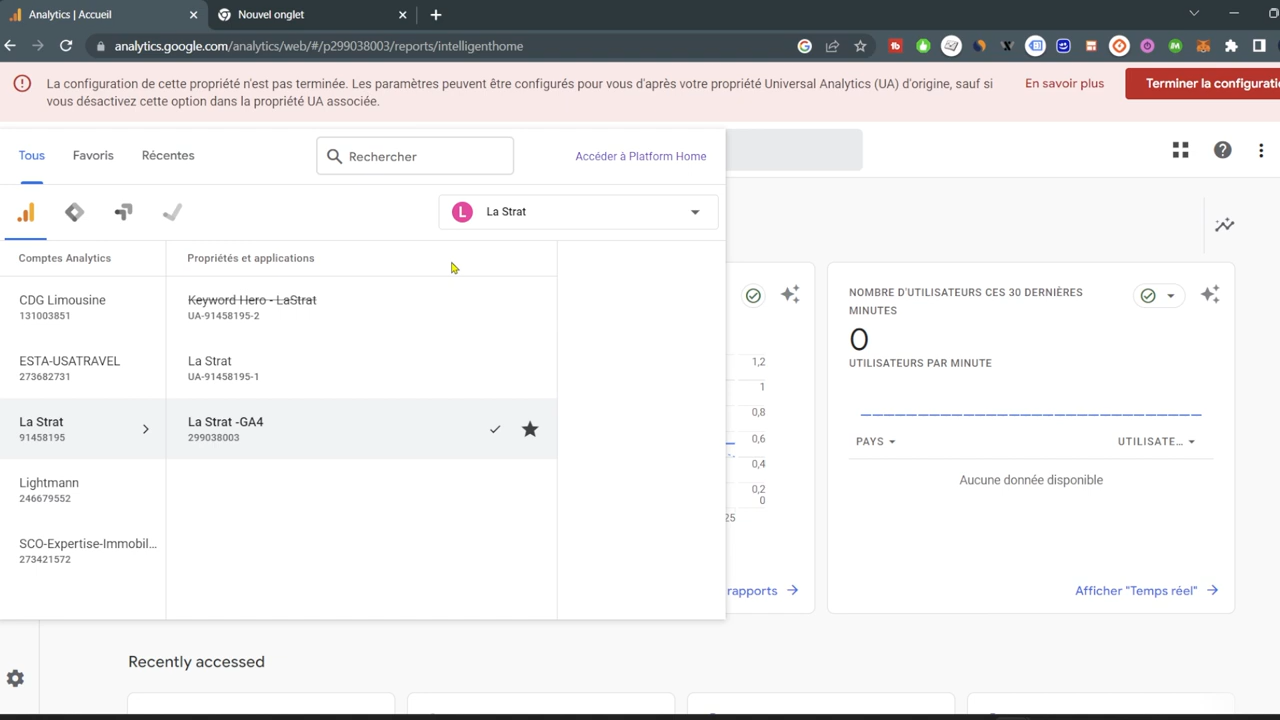 Analytics | Accueil
Nouvel onglet
analytics.google.com/analytics/web/#/p299038003/reports/intelligenthome
La configuration de cette propriété n'est pas terminée. Les paramètres peuvent être configurés pour vous d'après votre propriété Universal Analytics (UA) d'origine, sauf si
vous désactivez cette option dans la propriété UA associée.
En savoir plus
Terminer la configurati
Tous
Favoris
Récentes
Rechercher
Accéder à Platform Home
L
La Strat
Comptes Analytics
Propriétés et applications
CDG Limousine
131003851
Keyword Hero - LaStrat
UA-91458195-2
ESTA-USATRAVEL
273682731
La Strat
UA-91458195-1
La Strat
91458195
La Strat -GA4
299038003
Lightmann
246679552
SCO-Expertise-Immobil...
273421572
1,2
1
0,8
0,6
0,4
0,2
0
25
rapports
NOMBRE D'UTILISATEURS CES 30 DERNIÈRES
MINUTES
0
UTILISATEURS PAR MINUTE
PAYS
UTILISATE...
Aucune donnée disponible
Afficher "Temps réel"
Recently accessed